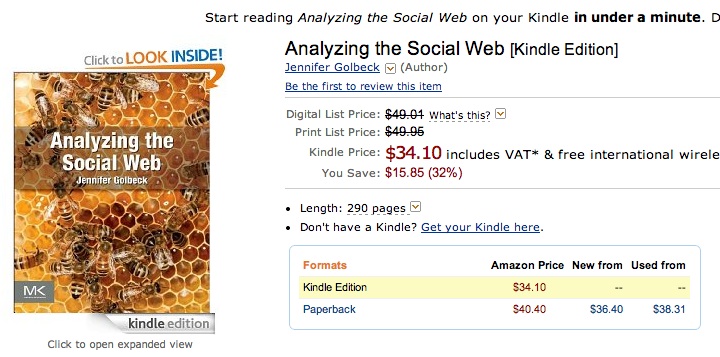 Start reading Analyzing the Social Web on your Kindle in under a minute. D
Click to LOOK INSIDE!
Analyzing the
Social Web
Jennifer Golbeck
MK
kindle edition
Click to open expanded view
Analyzing the Social Web [Kindle Edition]
Jennifer Golbeck (Author)
Be the first to review this item
Digital List Price: $49.01 What's this?
Print List Price: $49.95
Kindle Price: $34.10 includes VAT* & free international wirele
You Save: $15.85 (32%)
• Length: 290 pages
• Don't have a Kindle? Get your Kindle here.
Formats Amazon Price New from Used from
Kindle Edition $34.10 -- --
Paperback $40.40 $36.40 $38.31